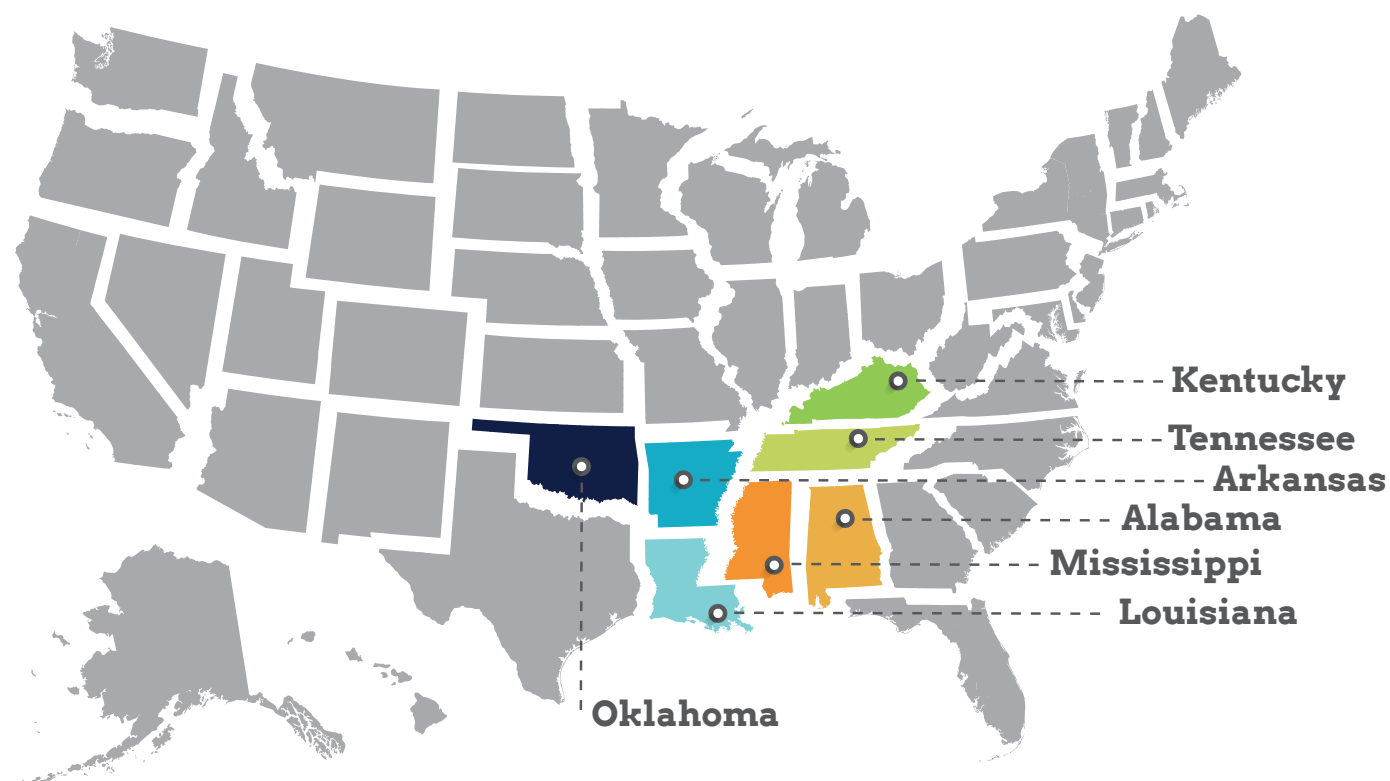 Kentucky
Tennessee
Arkansas
Alabama
Mississippi
Louisiana
Oklahoma